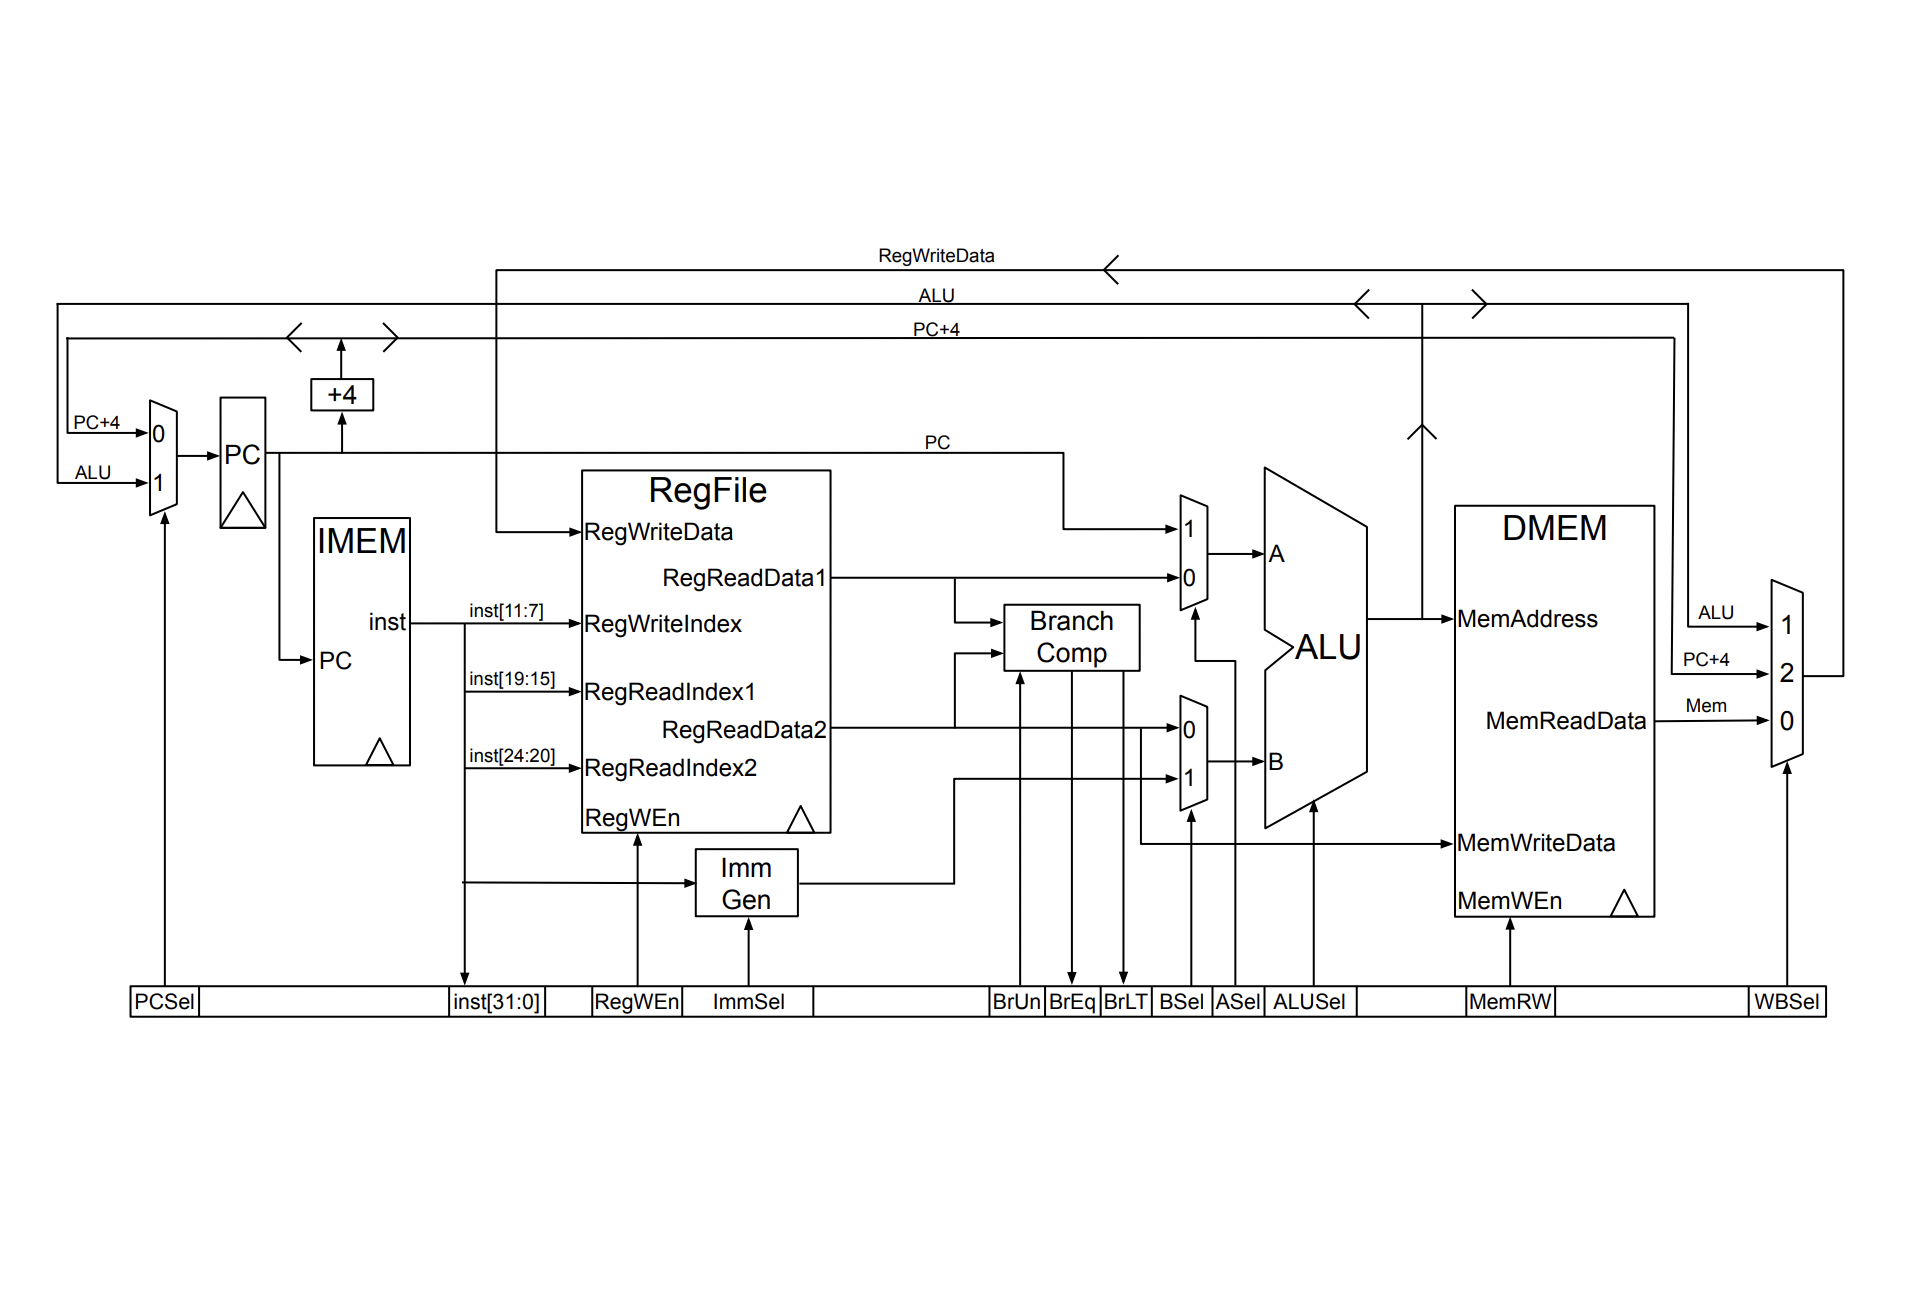 RegWriteData
ALU
PC+4
+4
PC+4
0
ALU
1
PC
PC
IMEM
inst
PC
inst[11:7]
inst[19:15]
inst[24:20]
RegFile
RegWriteData
RegReadData1
RegWriteIndex
RegReadIndex1
RegReadData2
RegReadIndex2
RegWEn
Imm
Gen
Branch
Comp
1
0
0
1
A
ALU
B
DMEM
MemAddress
MemReadData
MemWriteData
MemWEn
ALU
PC+4
Mem
1
2
0
PCSel
inst[31:0]
RegWEn
ImmSel
BrUn
BrEq
BrLT
BSel
ASel
ALUSel
MemRW
WBSel